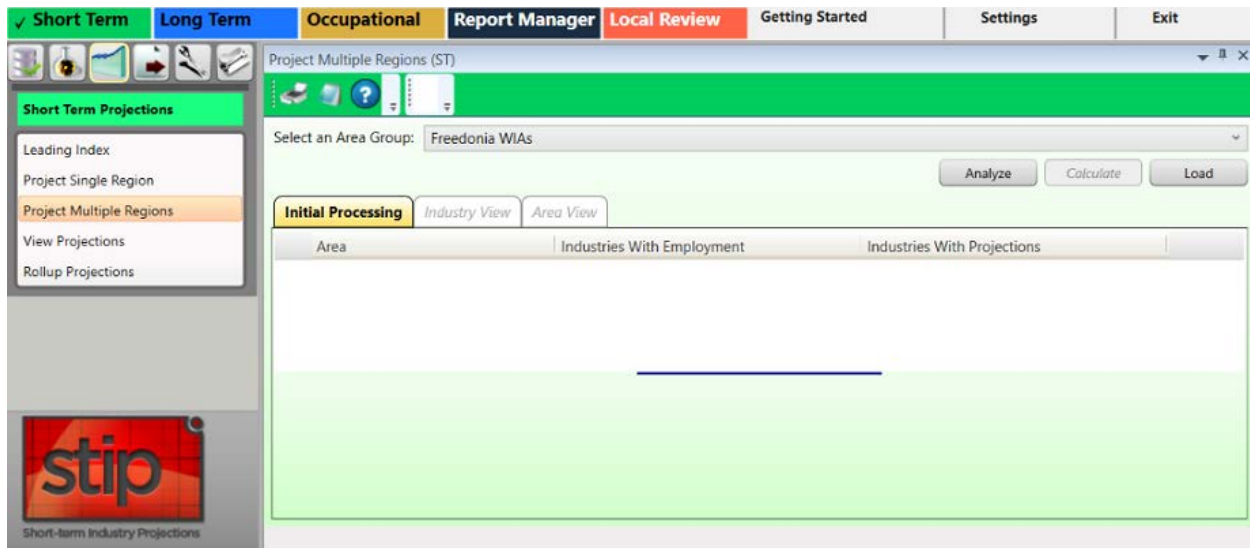 ✓ Short Term Long Term Occupational Report Manager Local Review Getting Started Settings Exit
Project Multiple Regions (ST)
Short Term Projections
Leading Index
Project Single Region
Project Multiple Regions
View Projections
Rollup Projections
Select an Area Group: Freedonia WIAs
Analyze Calculate Load
Initial Processing Industry View Area View
Area Industries With Employment Industries With Projections
stip
Short-term Industry Projections